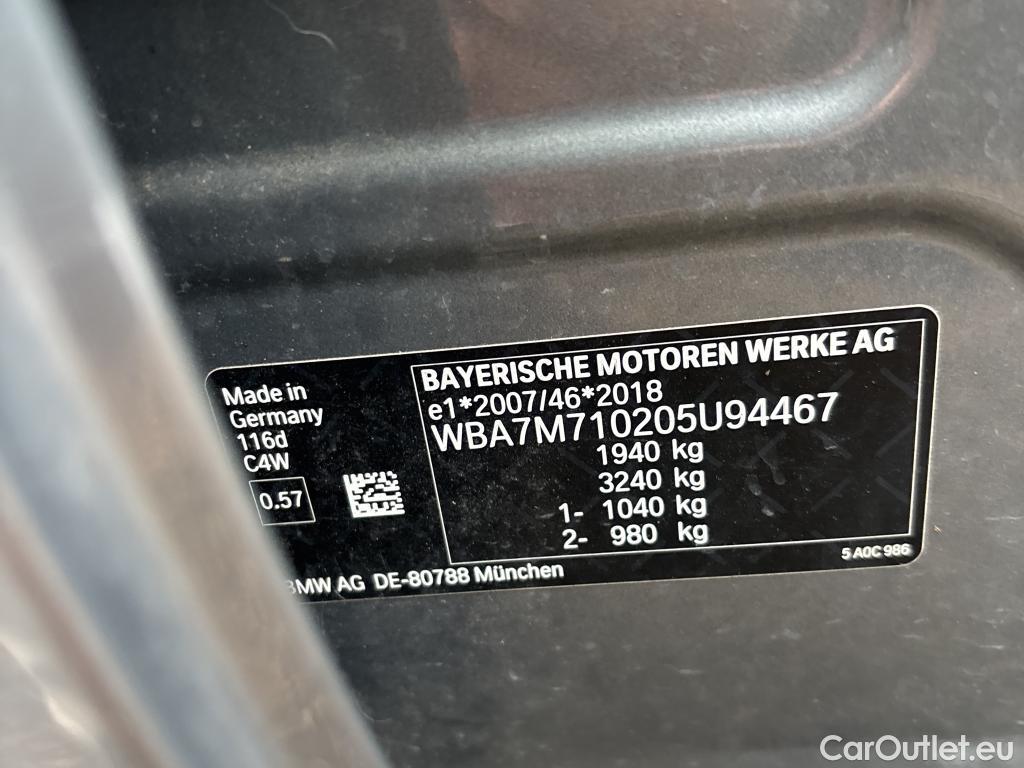 Made in
Germany
116d
C4W
0.57
BAYERISCHE MOTOREN WERKE AG
e1*2007/46*2018
WBA7M710205U94467
1940 kg
3240 kg
1- 1040 kg
2- 980 kg
5 A0C 986
BMW AG DE-80788 München
CarOutlet.eu